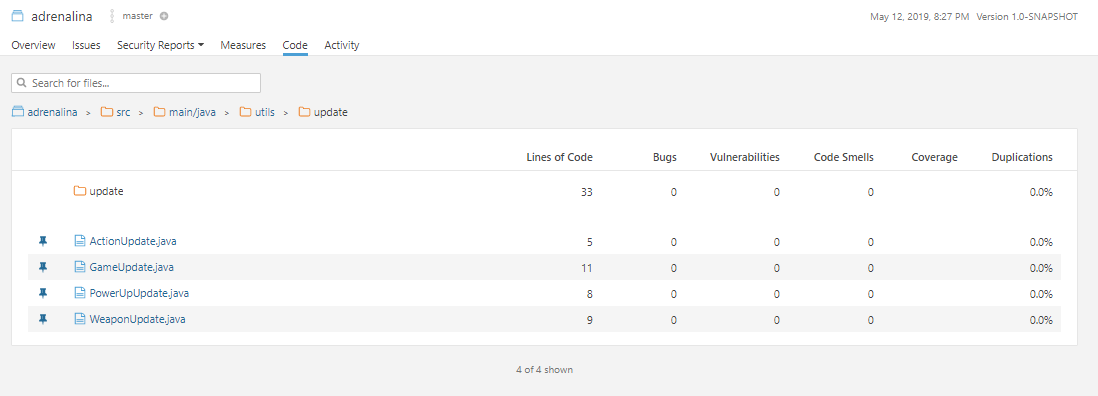 adrenalina master May 12, 2019, 8:27 PM Version 1.0-SNAPSHOT
Overview Issues Security Reports Measures Code Activity
Search for files...
adrenalina > src > main/java > utils > update
Lines of Code Bugs Vulnerabilities Code Smells Coverage Duplications
update 33 0 0 0 0.0%
ActionUpdate.java 5 0 0 0 0.0%
GameUpdate.java 11 0 0 0 0.0%
PowerUpUpdate.java 8 0 0 0 0.0%
WeaponUpdate.java 9 0 0 0 0.0%
4 of 4 shown